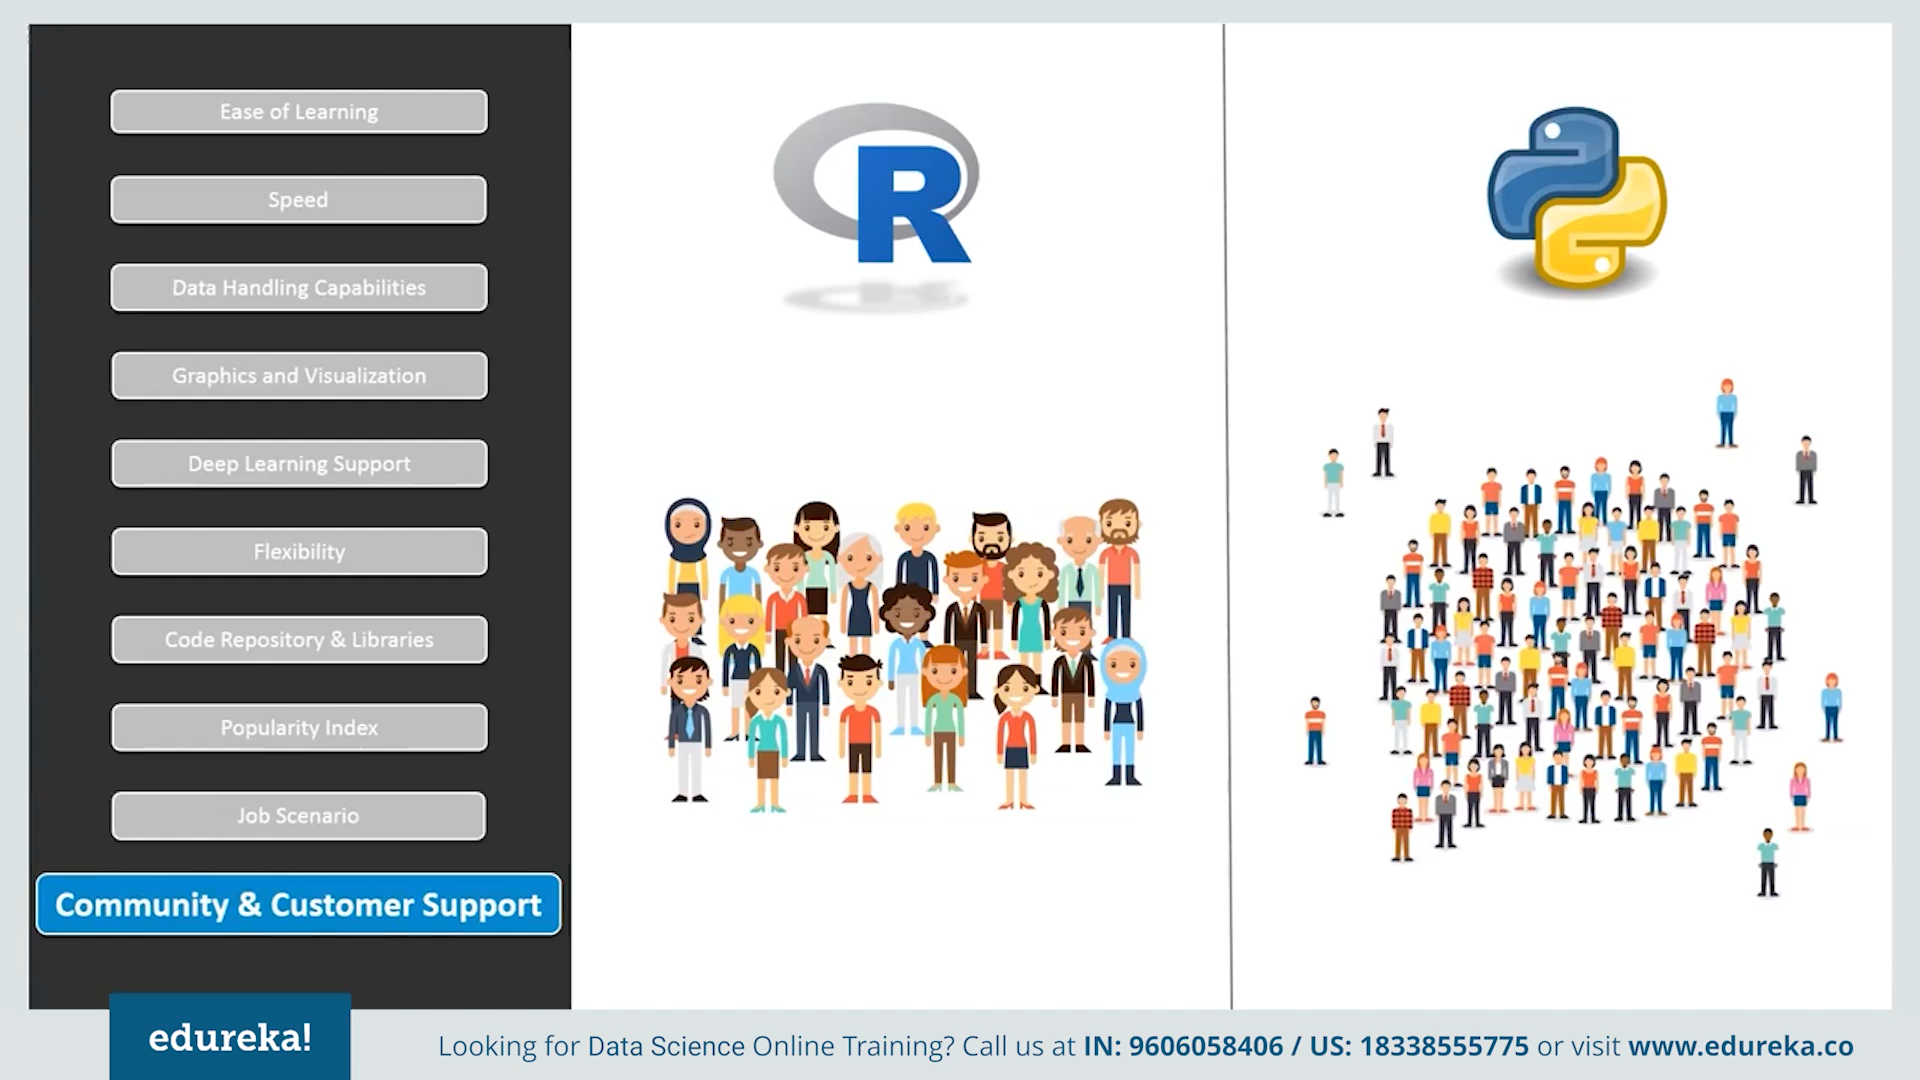 Ease of Learning
Speed
Data Handling Capabilities
Graphics and Visualization
Deep Learning Support
Flexibility
Code Repository & Libraries
Popularity Index
Job Scenario
Community & Customer Support
R
edureka!
Looking for Data Science Online Training? Call us at IN: 9606058406 / US: 18338555775 or visit www.edureka.co